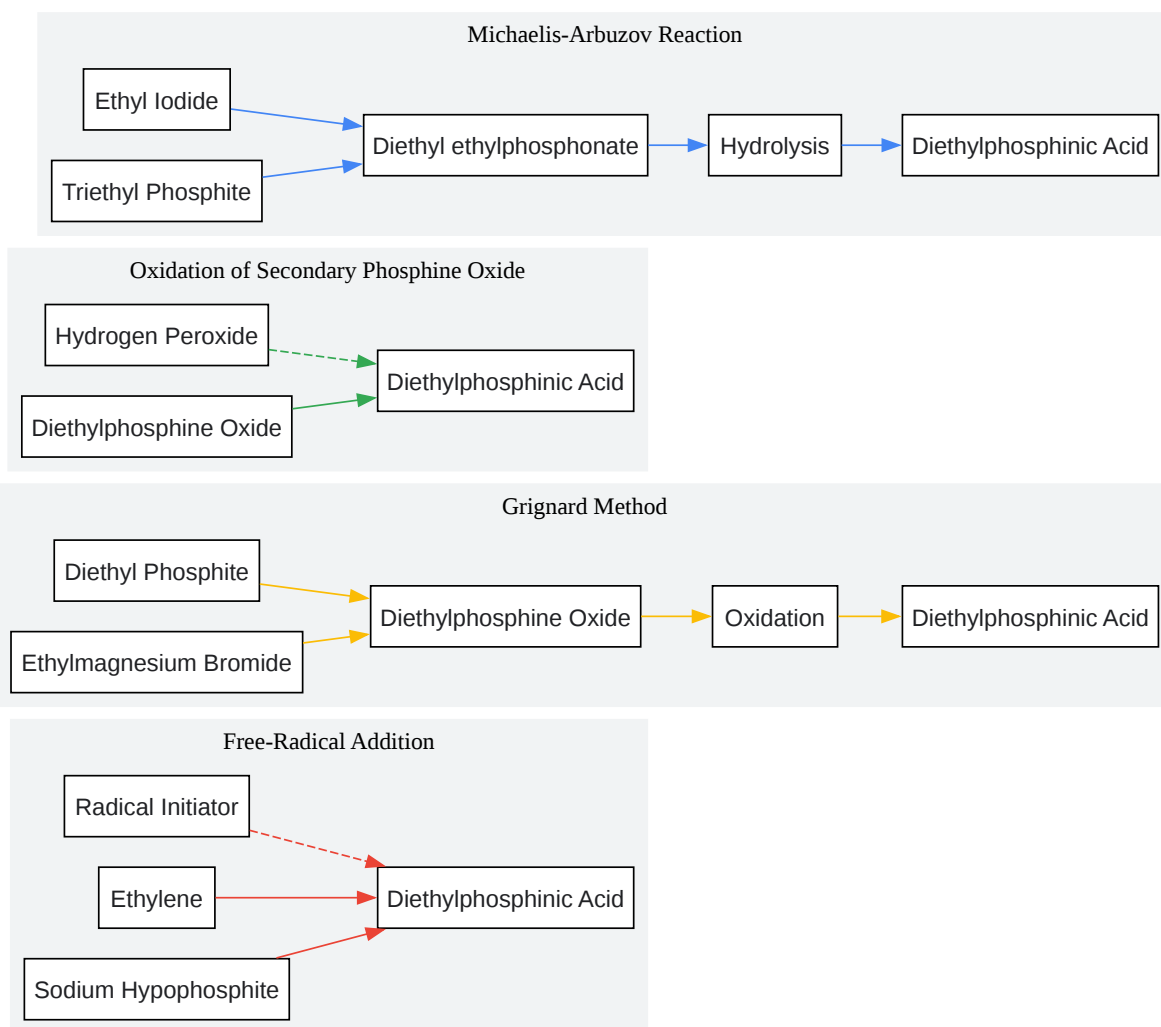 Michaelis-Arbuzov Reaction
Ethyl Iodide
Triethyl Phosphite
Diethyl ethylphosphonate
Hydrolysis
Diethylphosphinic Acid
Oxidation of Secondary Phosphine Oxide
Hydrogen Peroxide
Diethylphosphine Oxide
Diethylphosphinic Acid
Grignard Method
Diethyl Phosphite
Ethylmagnesium Bromide
Diethylphosphine Oxide
Oxidation
Diethylphosphinic Acid
Free-Radical Addition
Radical Initiator
Ethylene
Sodium Hypophosphite
Diethylphosphinic Acid